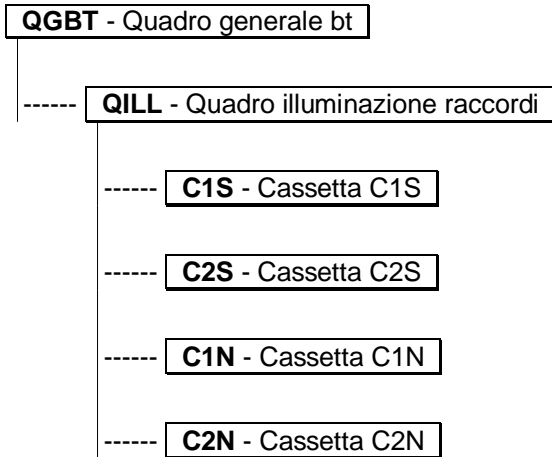 QGBT - Quadro generale bt
------ QILL - Quadro illuminazione raccordi
------ C1S - Cassetta C1S
------ C2S - Cassetta C2S
------ C1N - Cassetta C1N
------ C2N - Cassetta C2N